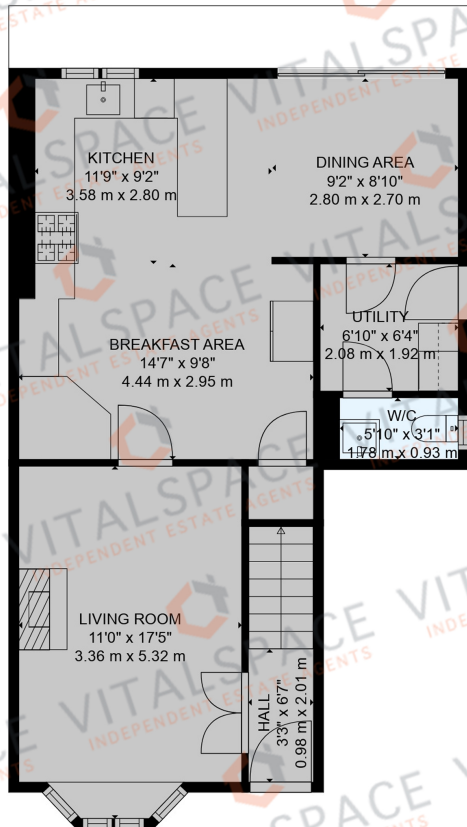 KITCHEN
11'9" x 9'2"
3.58 m x 2.80 m
DINING AREA
9'2" x 8'10"
2.80 m x 2.70 m
UTILITY
6'10" x 6'4"
2.08 m x 1.92 m
BREAKFAST AREA
14'7" x 9'8"
4.44 m x 2.95 m
W/C
5'10" x 3'1"
1.78 m x 0.93 m
LIVING ROOM
11'0" x 17'5"
3.36 m x 5.32 m
HALL
3'3" x 6'7"
0.98 m x 2.01 m
VITALSPACE
INDEPENDENT ESTATE AGENTS